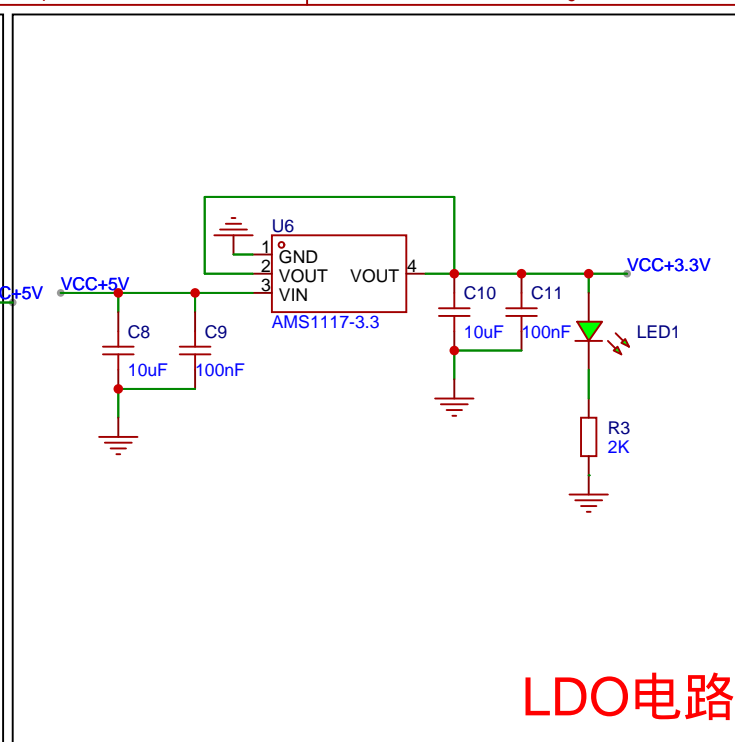 U6
1
GND
2
VOUT
VOUT
4
3
VIN
AMS1117-3.3
C+5V
VCC+5V
VCC+3.3V
C8
10uF
C9
100nF
C10
10uF
C11
100nF
LED1
R3
2K
LDO电路